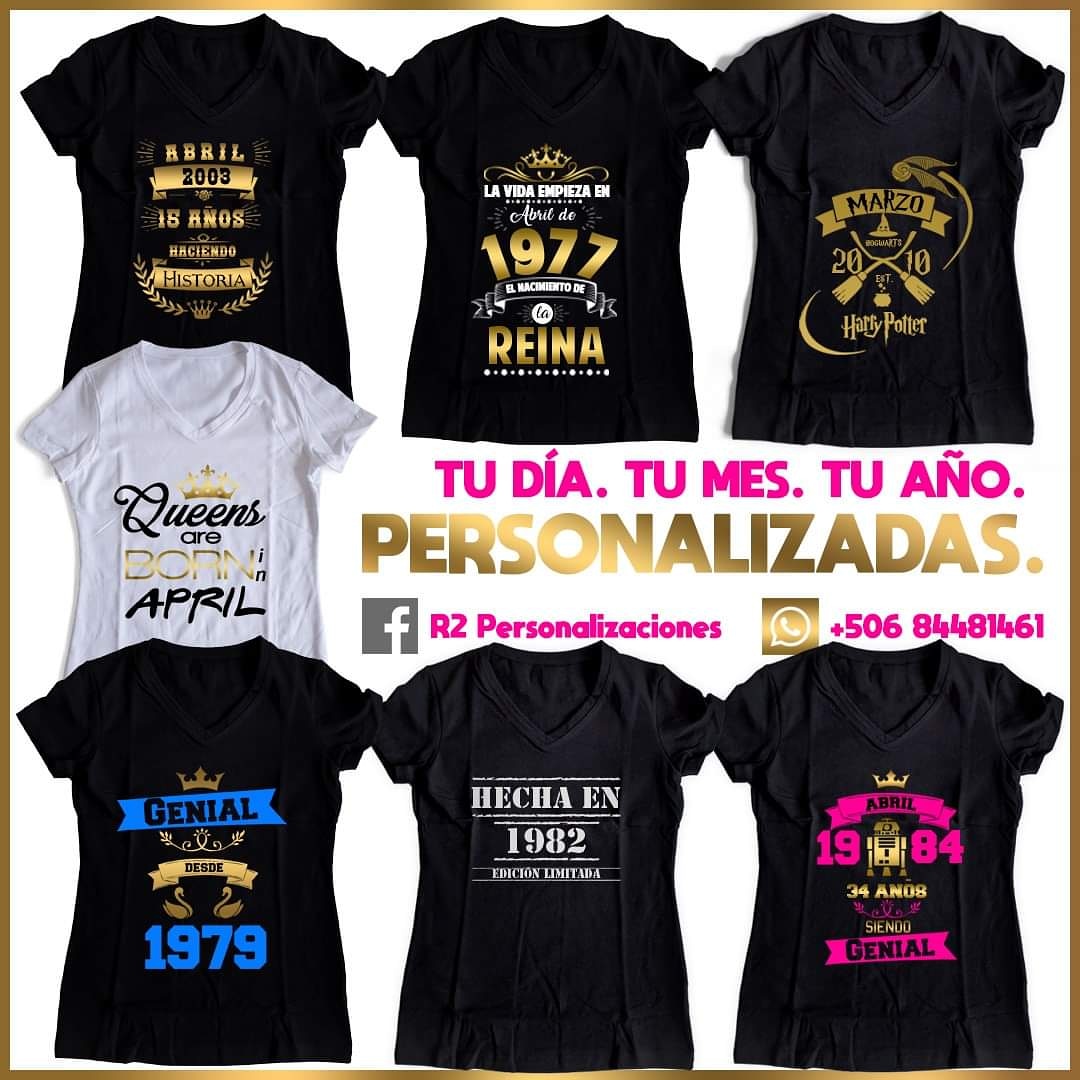 ABRIL
2003
15 AÑOS
HACIENDO
HISTORIA
LA VIDA EMPIEZA EN
Abril de
1977
EL NACIMIENTO DE
la
REINA
MARZO
HOGWARTS
20 10
EST.
Harry Potter
Queens
are
BORN in
APRIL
TU DÍA. TU MES. TU AÑO.
PERSONALIZADAS.
R2 Personalizaciones
+506 84481461
GENIAL
DESDE
1979
HECHA EN
1982
EDICIÓN LIMITADA
ABRIL
19 84
34 AÑOS
SIENDO
GENIAL